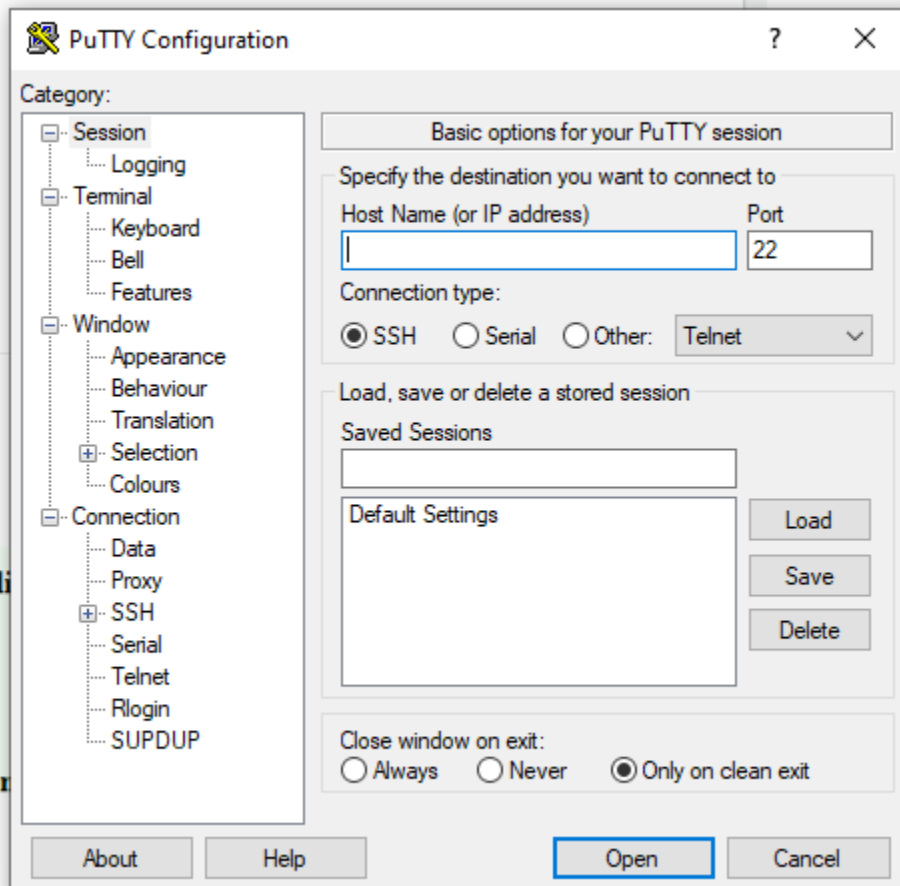 PuTTY Configuration
?
Category:
Session
Logging
Terminal
Keyboard
Bell
Features
Window
Appearance
Behaviour
Translation
Selection
Colours
Connection
Data
Proxy
SSH
Serial
Telnet
Rlogin
SUPDUP
Basic options for your PuTTY session
Specify the destination you want to connect to
Host Name (or IP address) Port
22
Connection type:
SSH Serial Other: Telnet
Load, save or delete a stored session
Saved Sessions
Default Settings
Load
Save
Delete
Close window on exit:
Always Never Only on clean exit
About Help Open Cancel